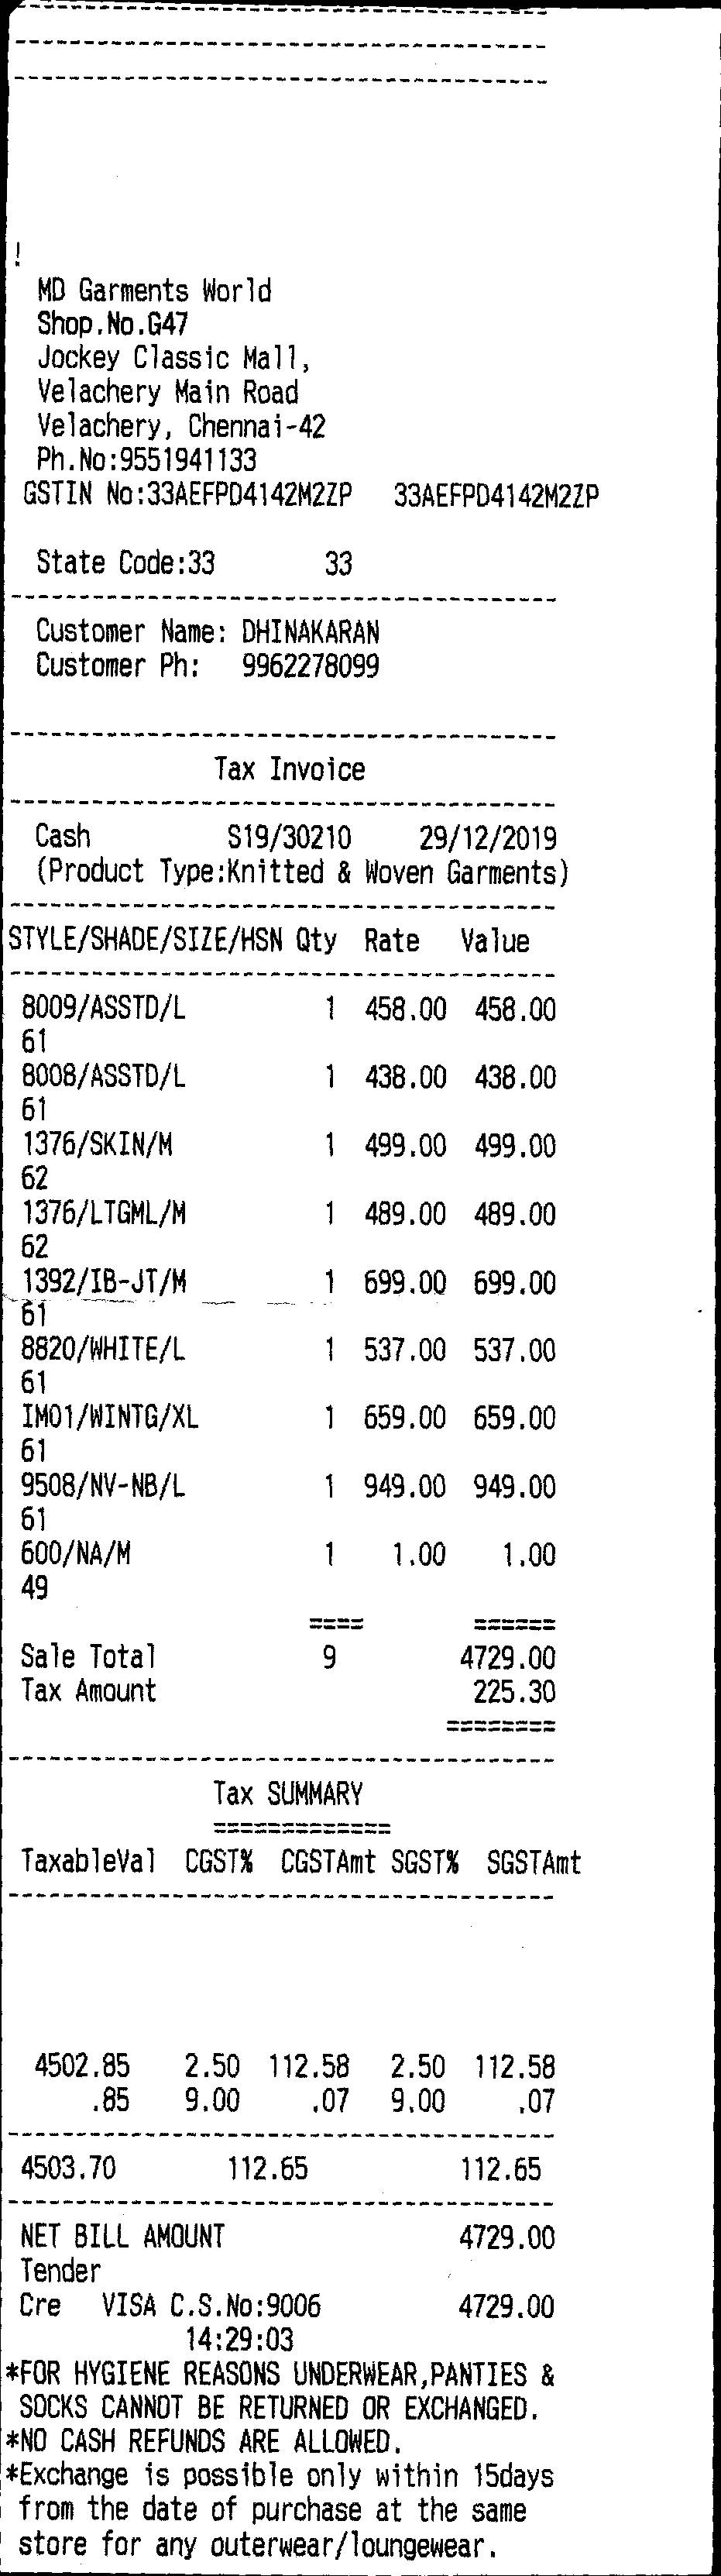 !
MD Garments World
Shop.No.G47
Jockey Classic Mall,
Velachery Main Road
Velachery, Chennai-42
Ph.No:9551941133
GSTIN No:33AEFPD4142M2ZP 33AEFPD4142M2ZP
State Code:33 33
Customer Name: DHINAKARAN
Customer Ph: 9962278099
Tax Invoice
Cash S19/30210 29/12/2019
(Product Type:Knitted & Woven Garments)
STYLE/SHADE/SIZE/HSN Qty Rate Value
8009/ASSTD/L 1 458.00 458.00
61
8008/ASSTD/L 1 438.00 438.00
61
1376/SKIN/M 1 499.00 499.00
62
1376/LTGML/M 1 489.00 489.00
62
1392/IB-JT/M 1 699.00 699.00
61
8820/WHITE/L 1 537.00 537.00
61
IM01/WINTG/XL 1 659.00 659.00
61
9508/NV-NB/L 1 949.00 949.00
61
600/NA/M 1 1.00 1.00
49
Sale Total 9 4729.00
Tax Amount 225.30
Tax SUMMARY
TaxableVal CGST% CGSTAmt SGST% SGSTAmt
4502.85 2.50 112.58 2.50 112.58
.85 9.00 .07 9.00 .07
4503.70 112.65 112.65
NET BILL AMOUNT 4729.00
Tender
Cre VISA C.S.No:9006 4729.00
14:29:03
*FOR HYGIENE REASONS UNDERWEAR,PANTIES &
SOCKS CANNOT BE RETURNED OR EXCHANGED.
*NO CASH REFUNDS ARE ALLOWED.
*Exchange is possible only within 15days
from the date of purchase at the same
store for any outerwear/loungewear.